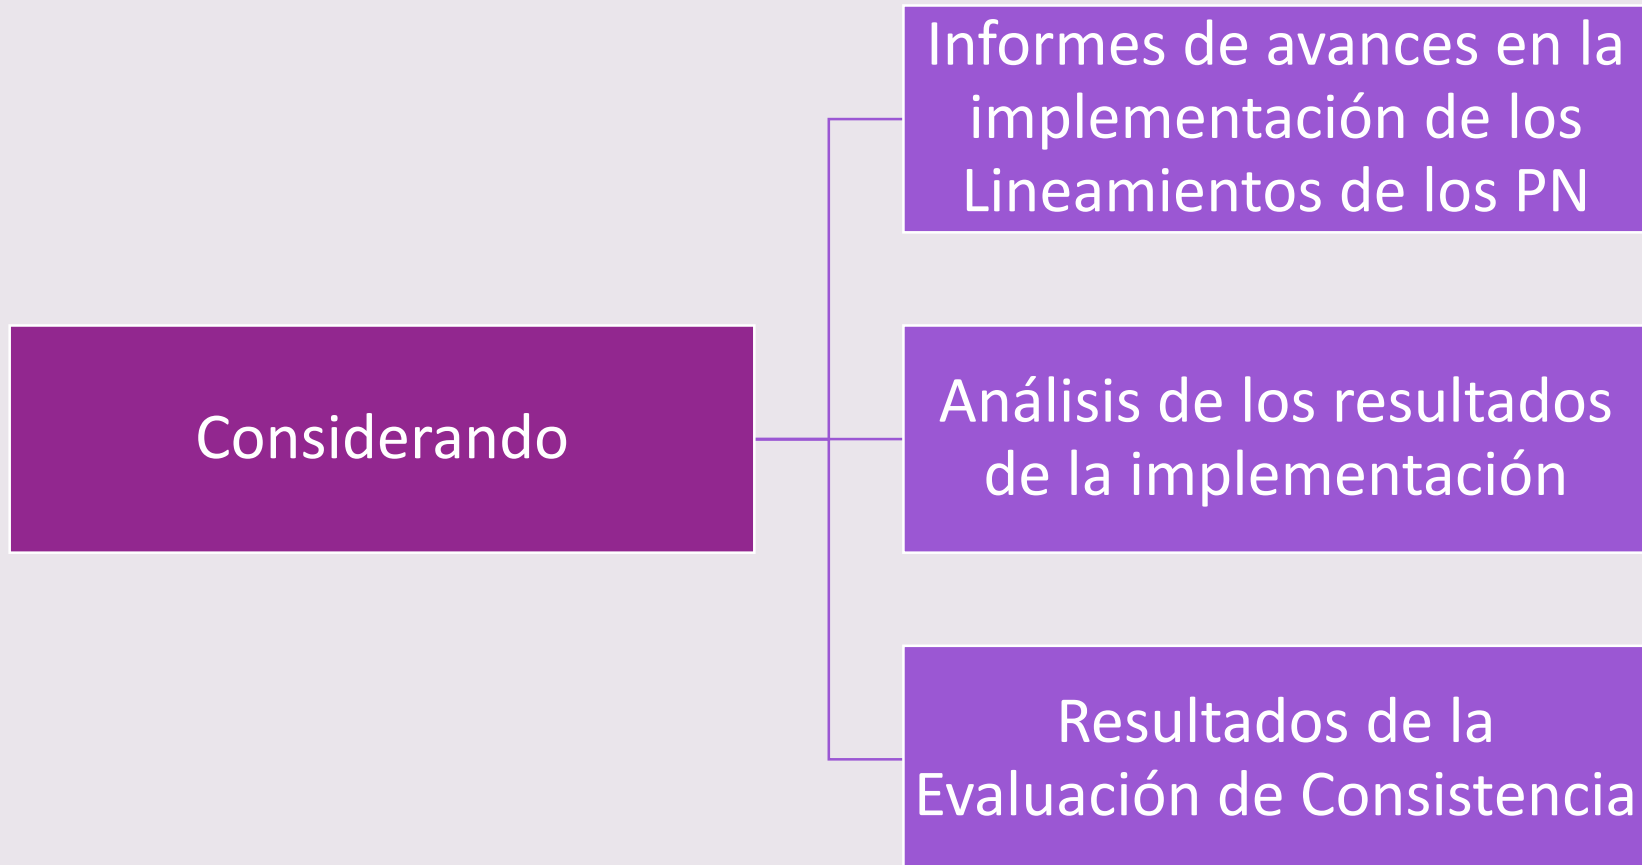 Informes de avances en la
implementación de los
Lineamientos de los PN
Considerando
Análisis de los resultados
de la implementación
Resultados de la
Evaluación de Consistencia